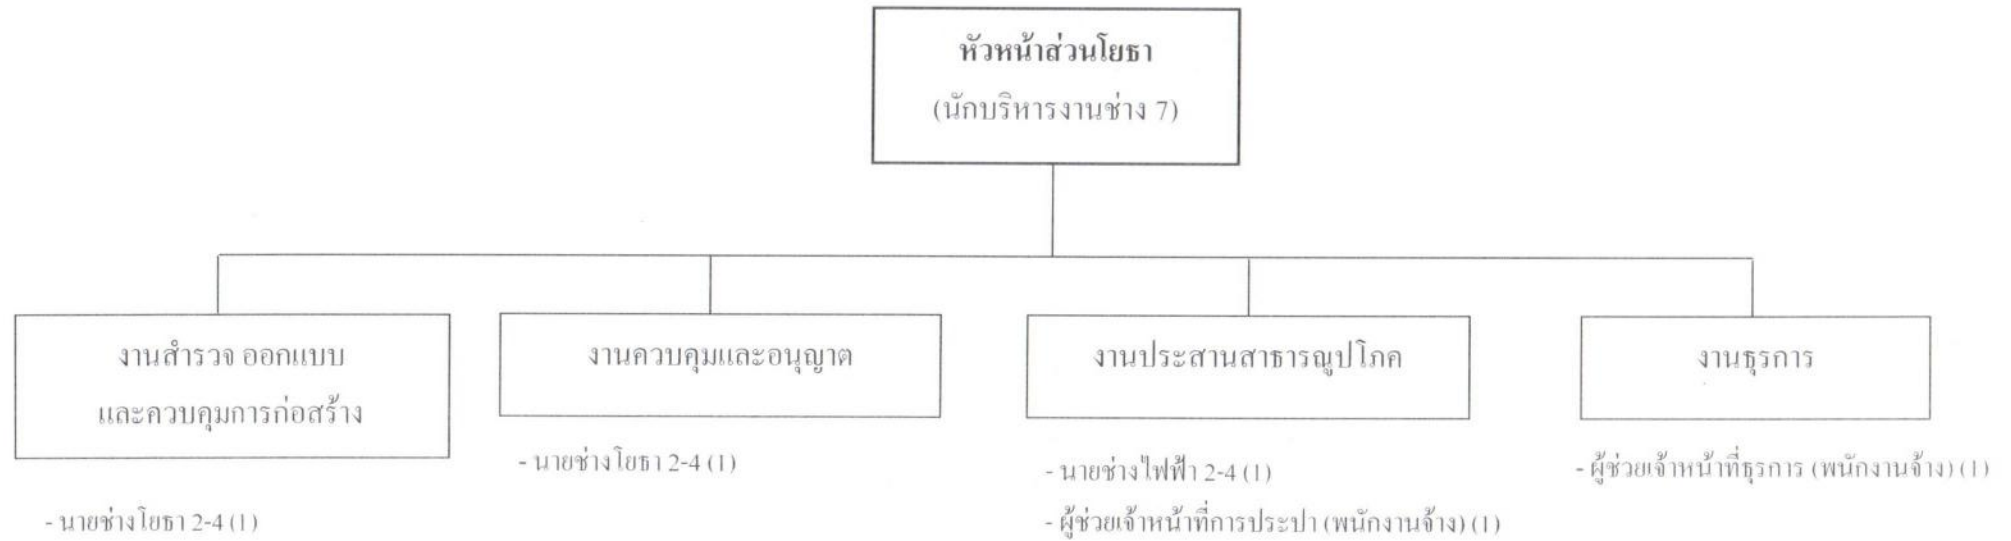 หัวหน้าส่วนโยธา
(นักบริหารงานช่าง 7)
งานสำรวจ ออกแบบ
และควบคุมการก่อสร้าง
- นายช่างโยธา 2-4 (1)
งานควบคุมและอนุญาต
- นายช่างโยธา 2-4 (1)
งานประสานสาธารณูปโภค
- นายช่างไฟฟ้า 2-4 (1)
- ผู้ช่วยเจ้าหน้าที่การประปา (พนักงานจ้าง) (1)
งานธุรการ
- ผู้ช่วยเจ้าหน้าที่ธุรการ (พนักงานจ้าง) (1)